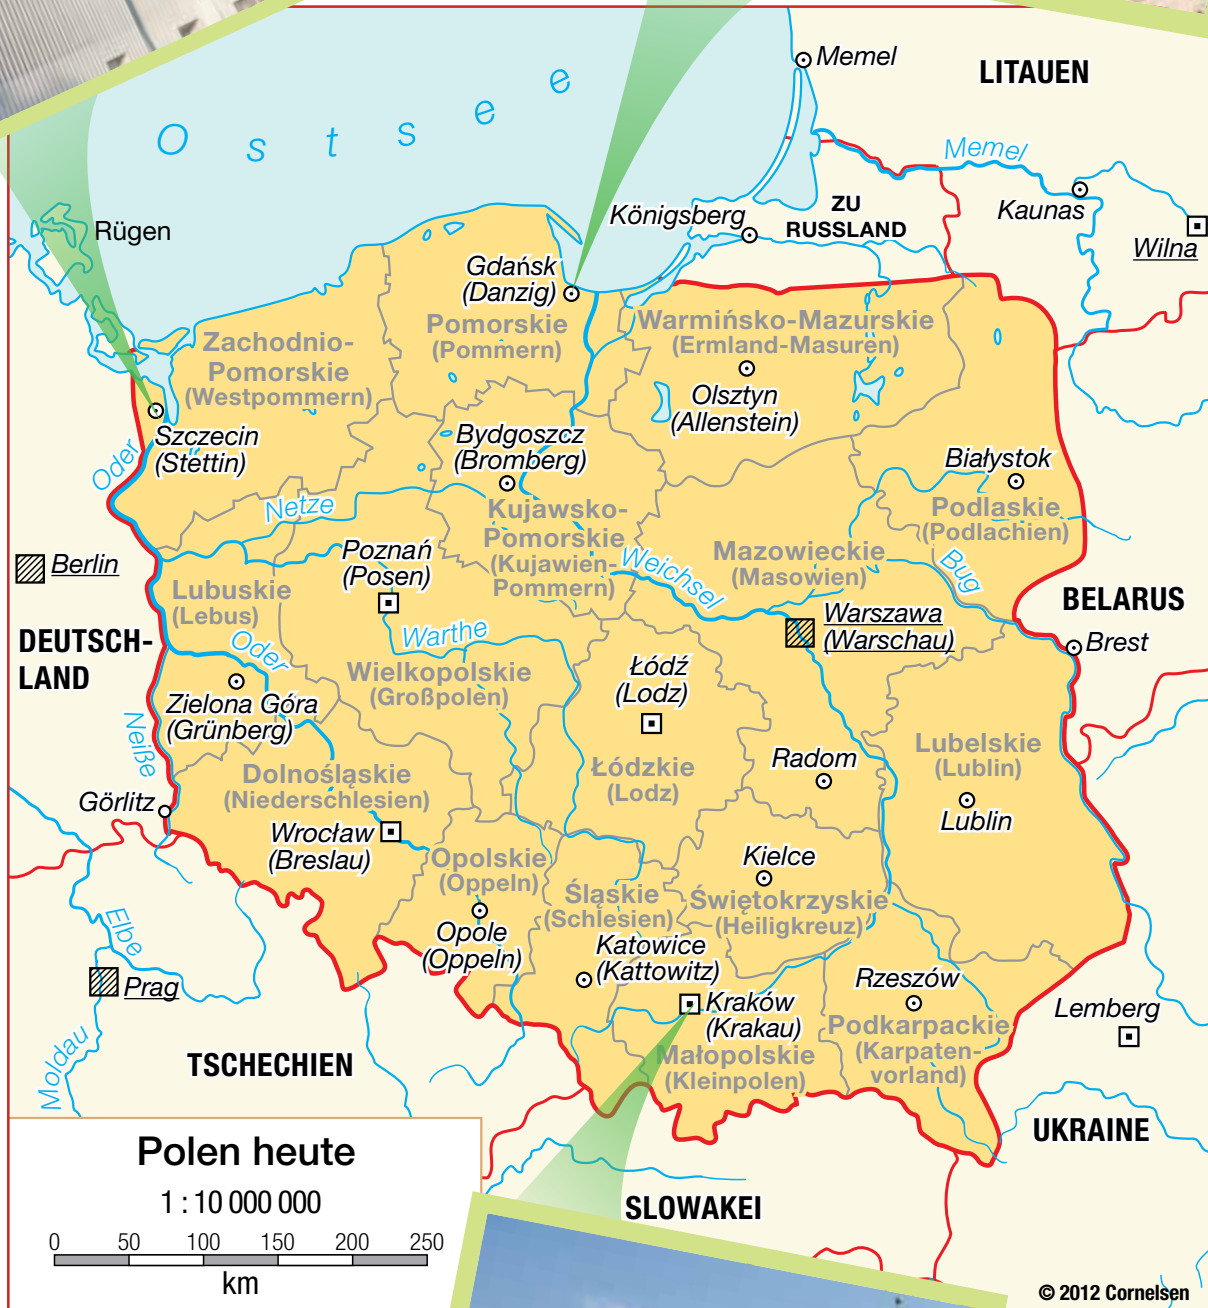 Memel
LITAUEN
O s t s e e
Memel
Rügen
Königsberg
ZU
RUSSLAND
Kaunas
Wilna
Gdańsk
(Danzig)
Pomorskie
(Pommern)
Warmińsko-Mazurskie
(Ermland-Masuren)
Zachodnio-
Pomorskie
(Westpommern)
Olsztyn
(Allenstein)
Szczecin
(Stettin)
Oder
Bydgoszcz
(Bromberg)
Białystok
Podlaskie
(Podlachien)
Netze
Kujawsko-
Pomorskie
(Kujawien-
Pommern)
Berlin
Poznań
(Posen)
Weichsel
Mazowieckie
(Masowien)
Bug
Lubuskie
(Lebus)
BELARUS
Warszawa
(Warschau)
Brest
DEUTSCH-
LAND
Oder
Warthe
Wielkopolskie
(Großpolen)
Łódź
(Lodz)
Zielona Góra
(Grünberg)
Neiße
Dolnośląskie
(Niederschlesien)
Łódzkie
(Lodz)
Radom
Lubelskie
(Lublin)
Lublin
Görlitz
Wrocław
(Breslau)
Opolskie
(Oppeln)
Opole
(Oppeln)
Śląskie
(Schlesien)
Kielce
Świętokrzyskie
(Heiligkreuz)
Elbe
Prag
Moldau
Katowice
(Kattowitz)
Kraków
(Krakau)
Małopolskie
(Kleinpolen)
Rzeszów
Podkarpackie
(Karpaten-
vorland)
Lemberg
TSCHECHIEN
UKRAINE
SLOWAKEI
Polen heute
1 : 10 000 000
0 50 100 150 200 250
km
© 2012 Cornelsen